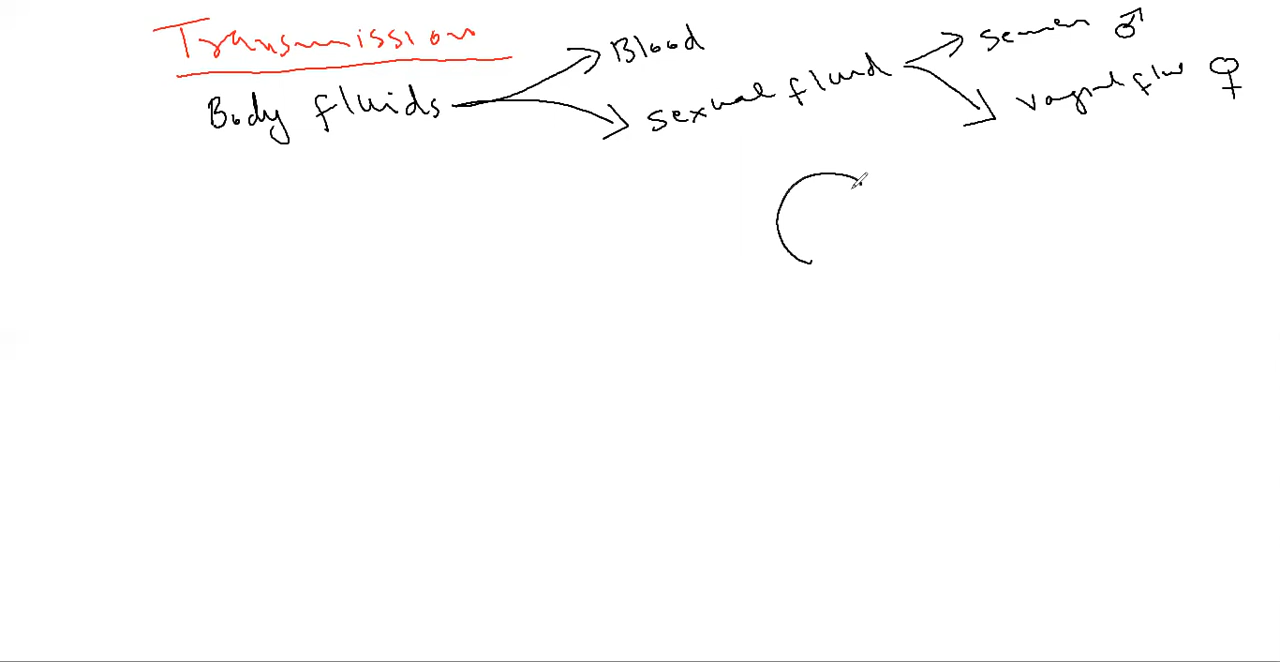 Transmission
Blood
Body fluids
sexual fluid
semen ♂
vaginal flu ♀